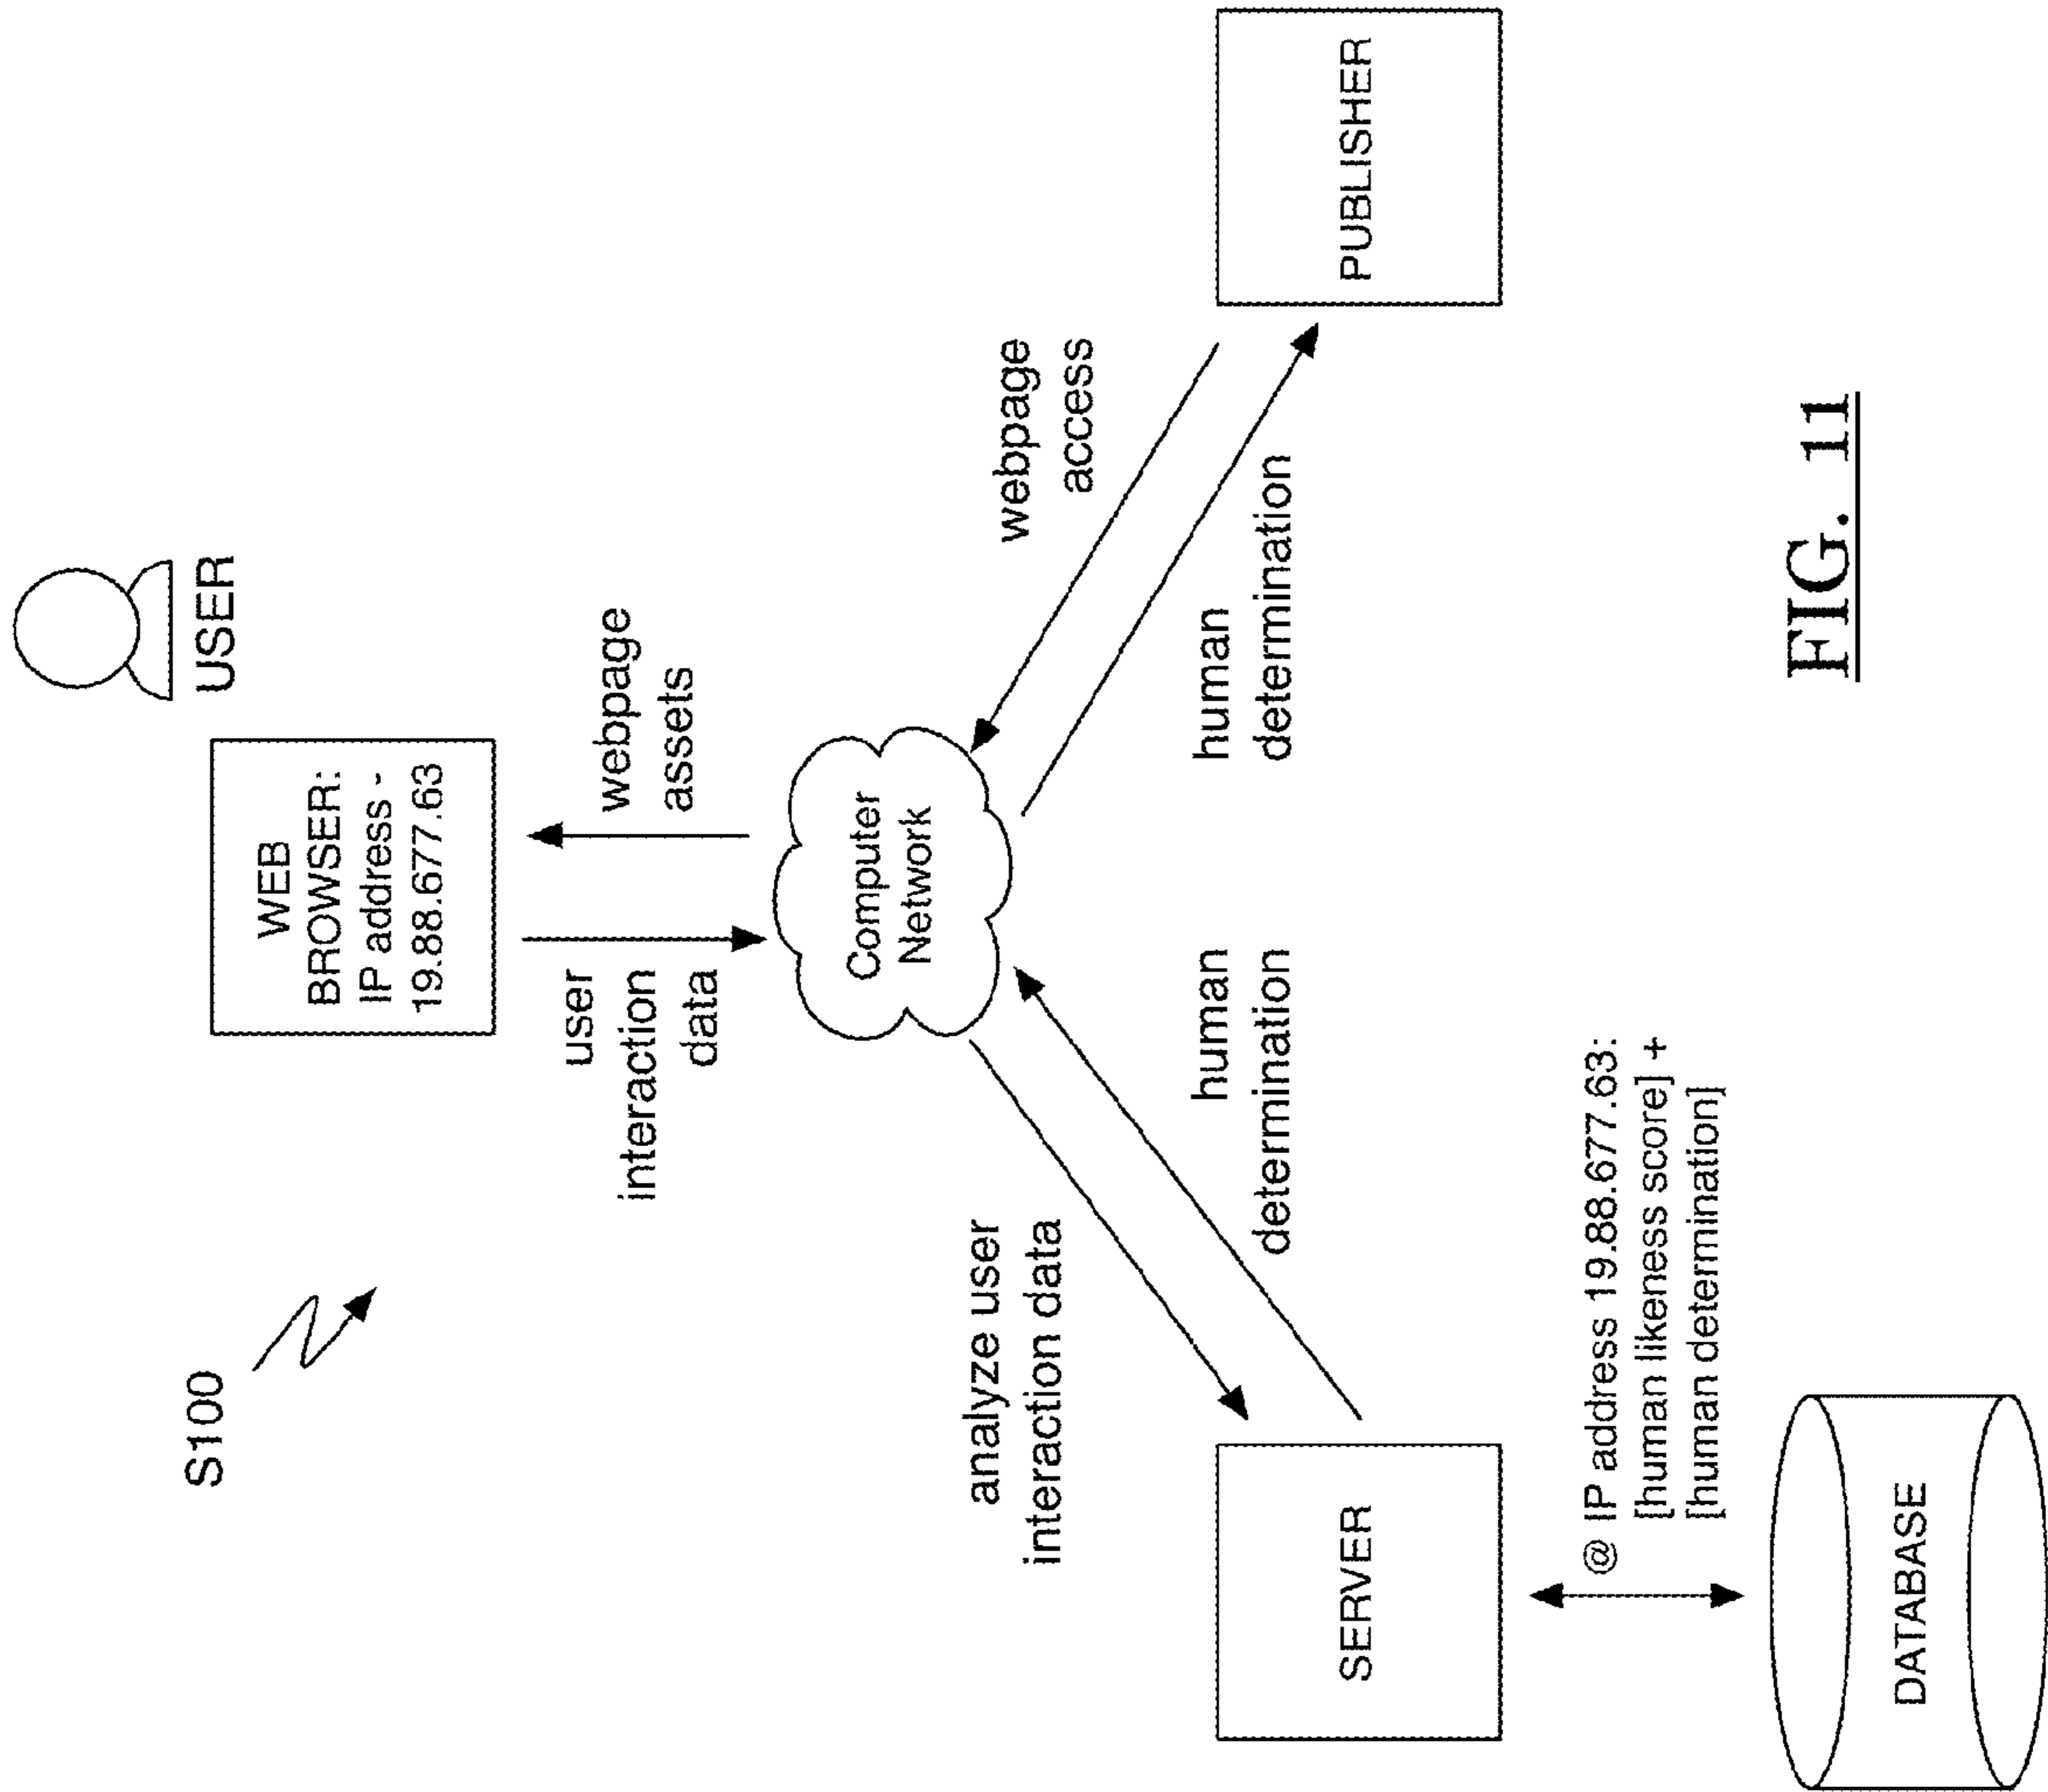 S100
USER
WEB
BROWSER:
IP address -
19.88.677.63
user
interaction
data
webpage
assets
Computer
Network
analyze user
interaction data
human
determination
webpage
access
human
determination
SERVER
PUBLISHER
@ IP address 19.88.677.63:
[human likeness score] +
[human determination]
DATABASE
FIG. 11